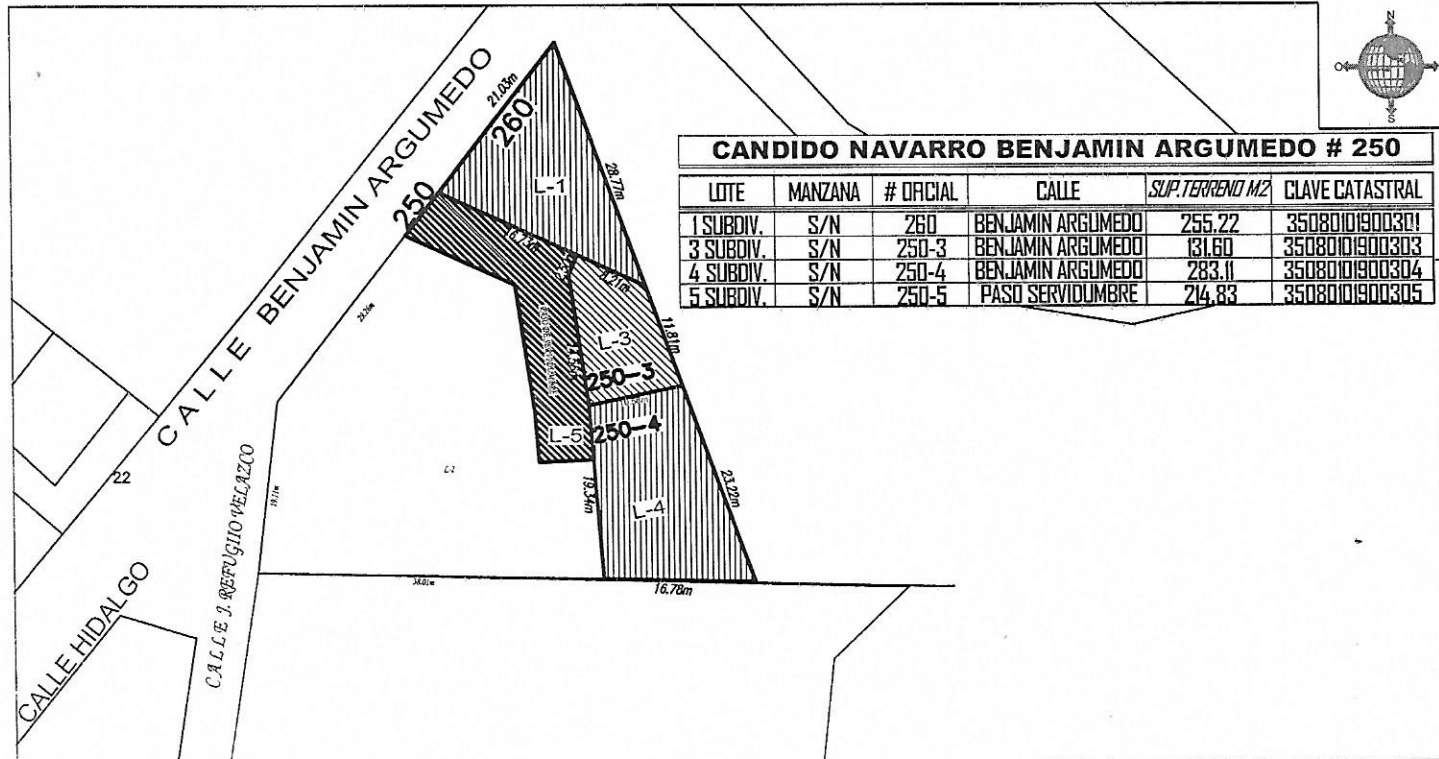 N
O
S
CALLE BENJAMIN ARGUMEDO
21.03m
260
250
L-1
28.77m
9.21m
L-3
11.81m
250-3
L-5
250-4
19.34m
L-4
23.22m
16.78m
22
CALLE J. REFUGIIO VELAZCO
CALLE HIDALGO
CANDIDO NAVARRO BENJAMIN ARGUMEDO # 250
LOTE MANZANA # OFICIAL CALLE SUP.TERRENO M2 CLAVE CATASTRAL
1 SUBDIV. S/N 260 BENJAMIN ARGUMEDO 255.22 35080101900301
3 SUBDIV. S/N 250-3 BENJAMIN ARGUMEDO 131.60 35080101900303
4 SUBDIV. S/N 250-4 BENJAMIN ARGUMEDO 283.11 35080101900304
5 SUBDIV. S/N 250-5 PASO SERVIDUMBRE 214.83 35080101900305